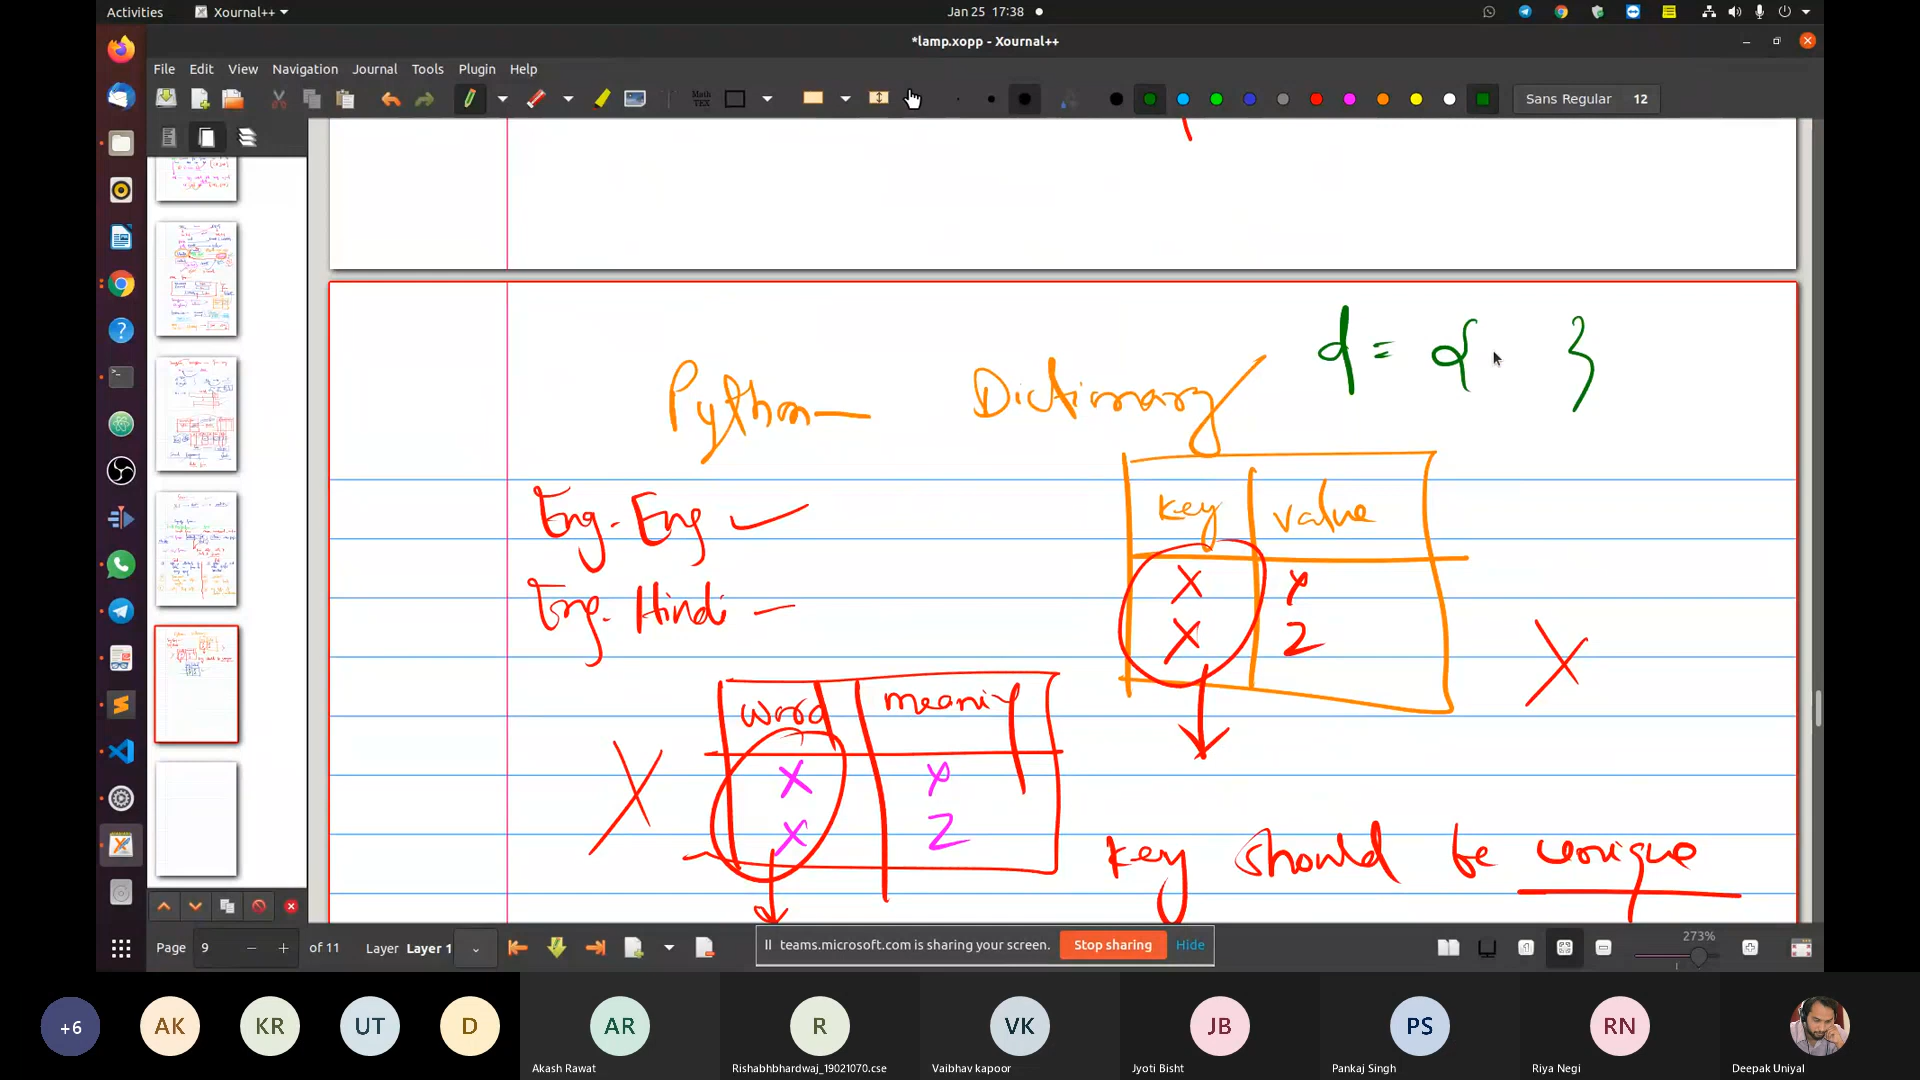 Activities
Xournal++
Jan 25 17:38
*lamp.xopp - Xournal++
File Edit View Navigation Journal Tools Plugin Help
Math
TEX
Sans Regular 12
d = { }
Python Dictionary
key value
Eng. Eng
X Y
Eng. Hindi
X Z
X
word meanig
X
X Y
X Z
key should be unique
Page 9 of 11 Layer Layer 1
teams.microsoft.com is sharing your screen. Stop sharing Hide
273%
+6 AK KR UT D AR R VK JB PS RN
Akash Rawat
Rishabhbhardwaj_19021070.cse
Vaibhav kapoor
Jyoti Bisht
Pankaj Singh
Riya Negi
Deepak Uniyal